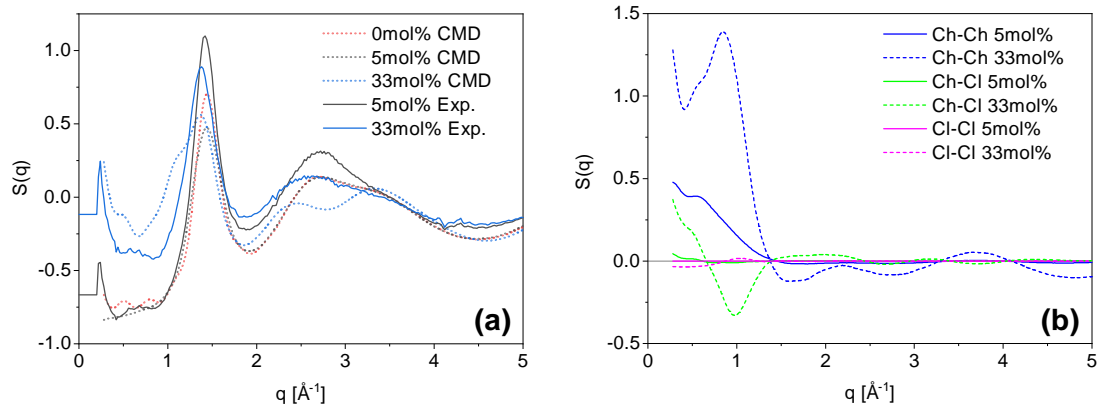 1.0
0.5
0.0
-0.5
-1.0
S(q)
0 1 2 3 4 5
q [Å⁻¹]
0mol% CMD
5mol% CMD
33mol% CMD
5mol% Exp.
33mol% Exp.
(a)
1.5
1.0
0.5
0.0
-0.5
S(q)
0 1 2 3 4 5
q [Å⁻¹]
Ch-Ch 5mol%
Ch-Ch 33mol%
Ch-Cl 5mol%
Ch-Cl 33mol%
Cl-Cl 5mol%
Cl-Cl 33mol%
(b)